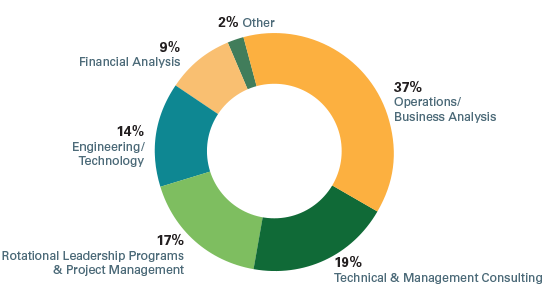 2% Other
9%
Financial Analysis
37%
Operations/
Business Analysis
14%
Engineering/
Technology
17%
Rotational Leadership Programs
& Project Management
19%
Technical & Management Consulting